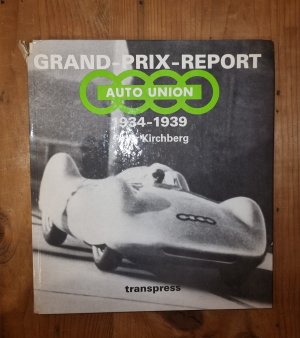 GRAND-PRIX-REPORT
AUTO UNION
1934-1939
Kirchberg
transpress